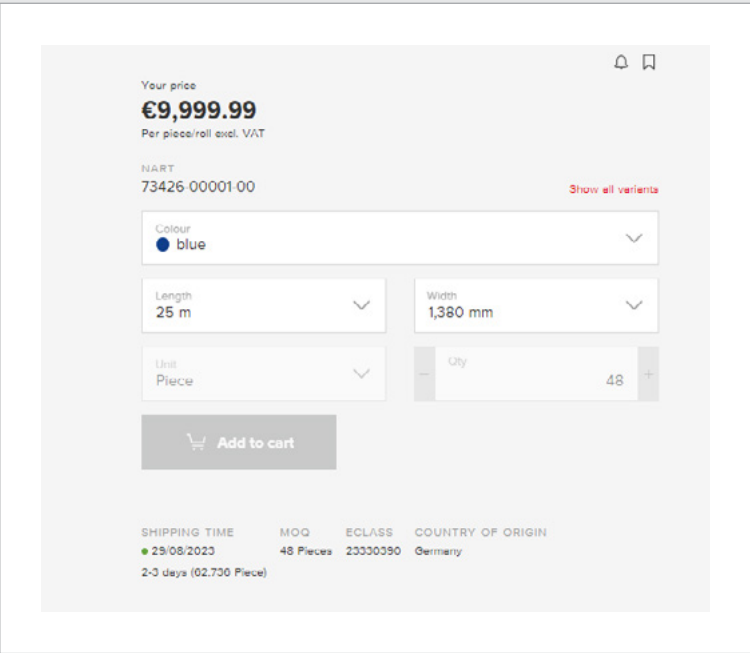 Your price
€9,999.99
Per piece/roll excl. VAT
NART
73426-00001-00
Show all variants
Colour
blue
Length
25 m
Width
1,380 mm
Unit
Piece
Qty
48
Add to cart
SHIPPING TIME
MOQ
ECLASS
COUNTRY OF ORIGIN
29/08/2023
48 Pieces
23330390
Germany
2-3 days (62.736 Piece)